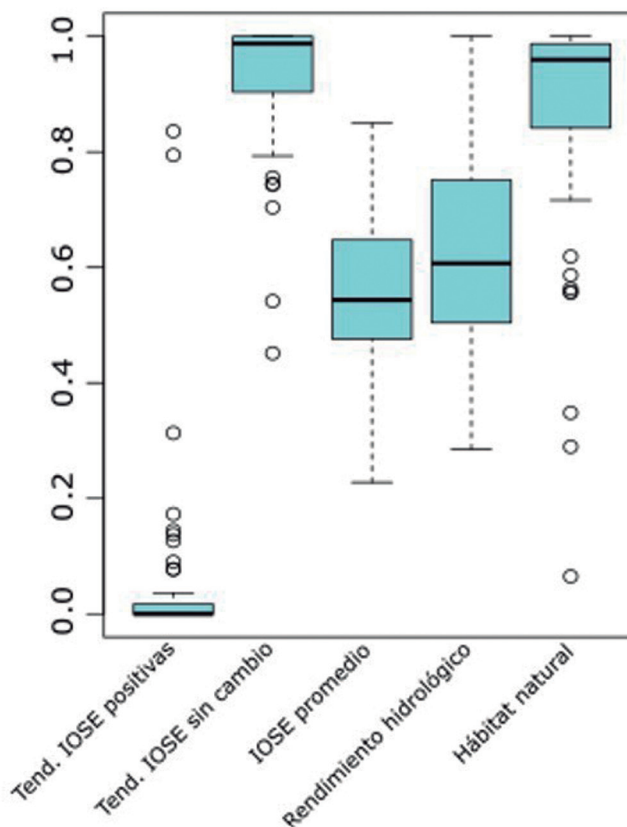 1.0
0.8
0.6
0.4
0.2
0.0
Tend. IOSE positivas
Tend. IOSE sin cambio
IOSE promedio
Rendimiento hidrológico
Hábitat natural